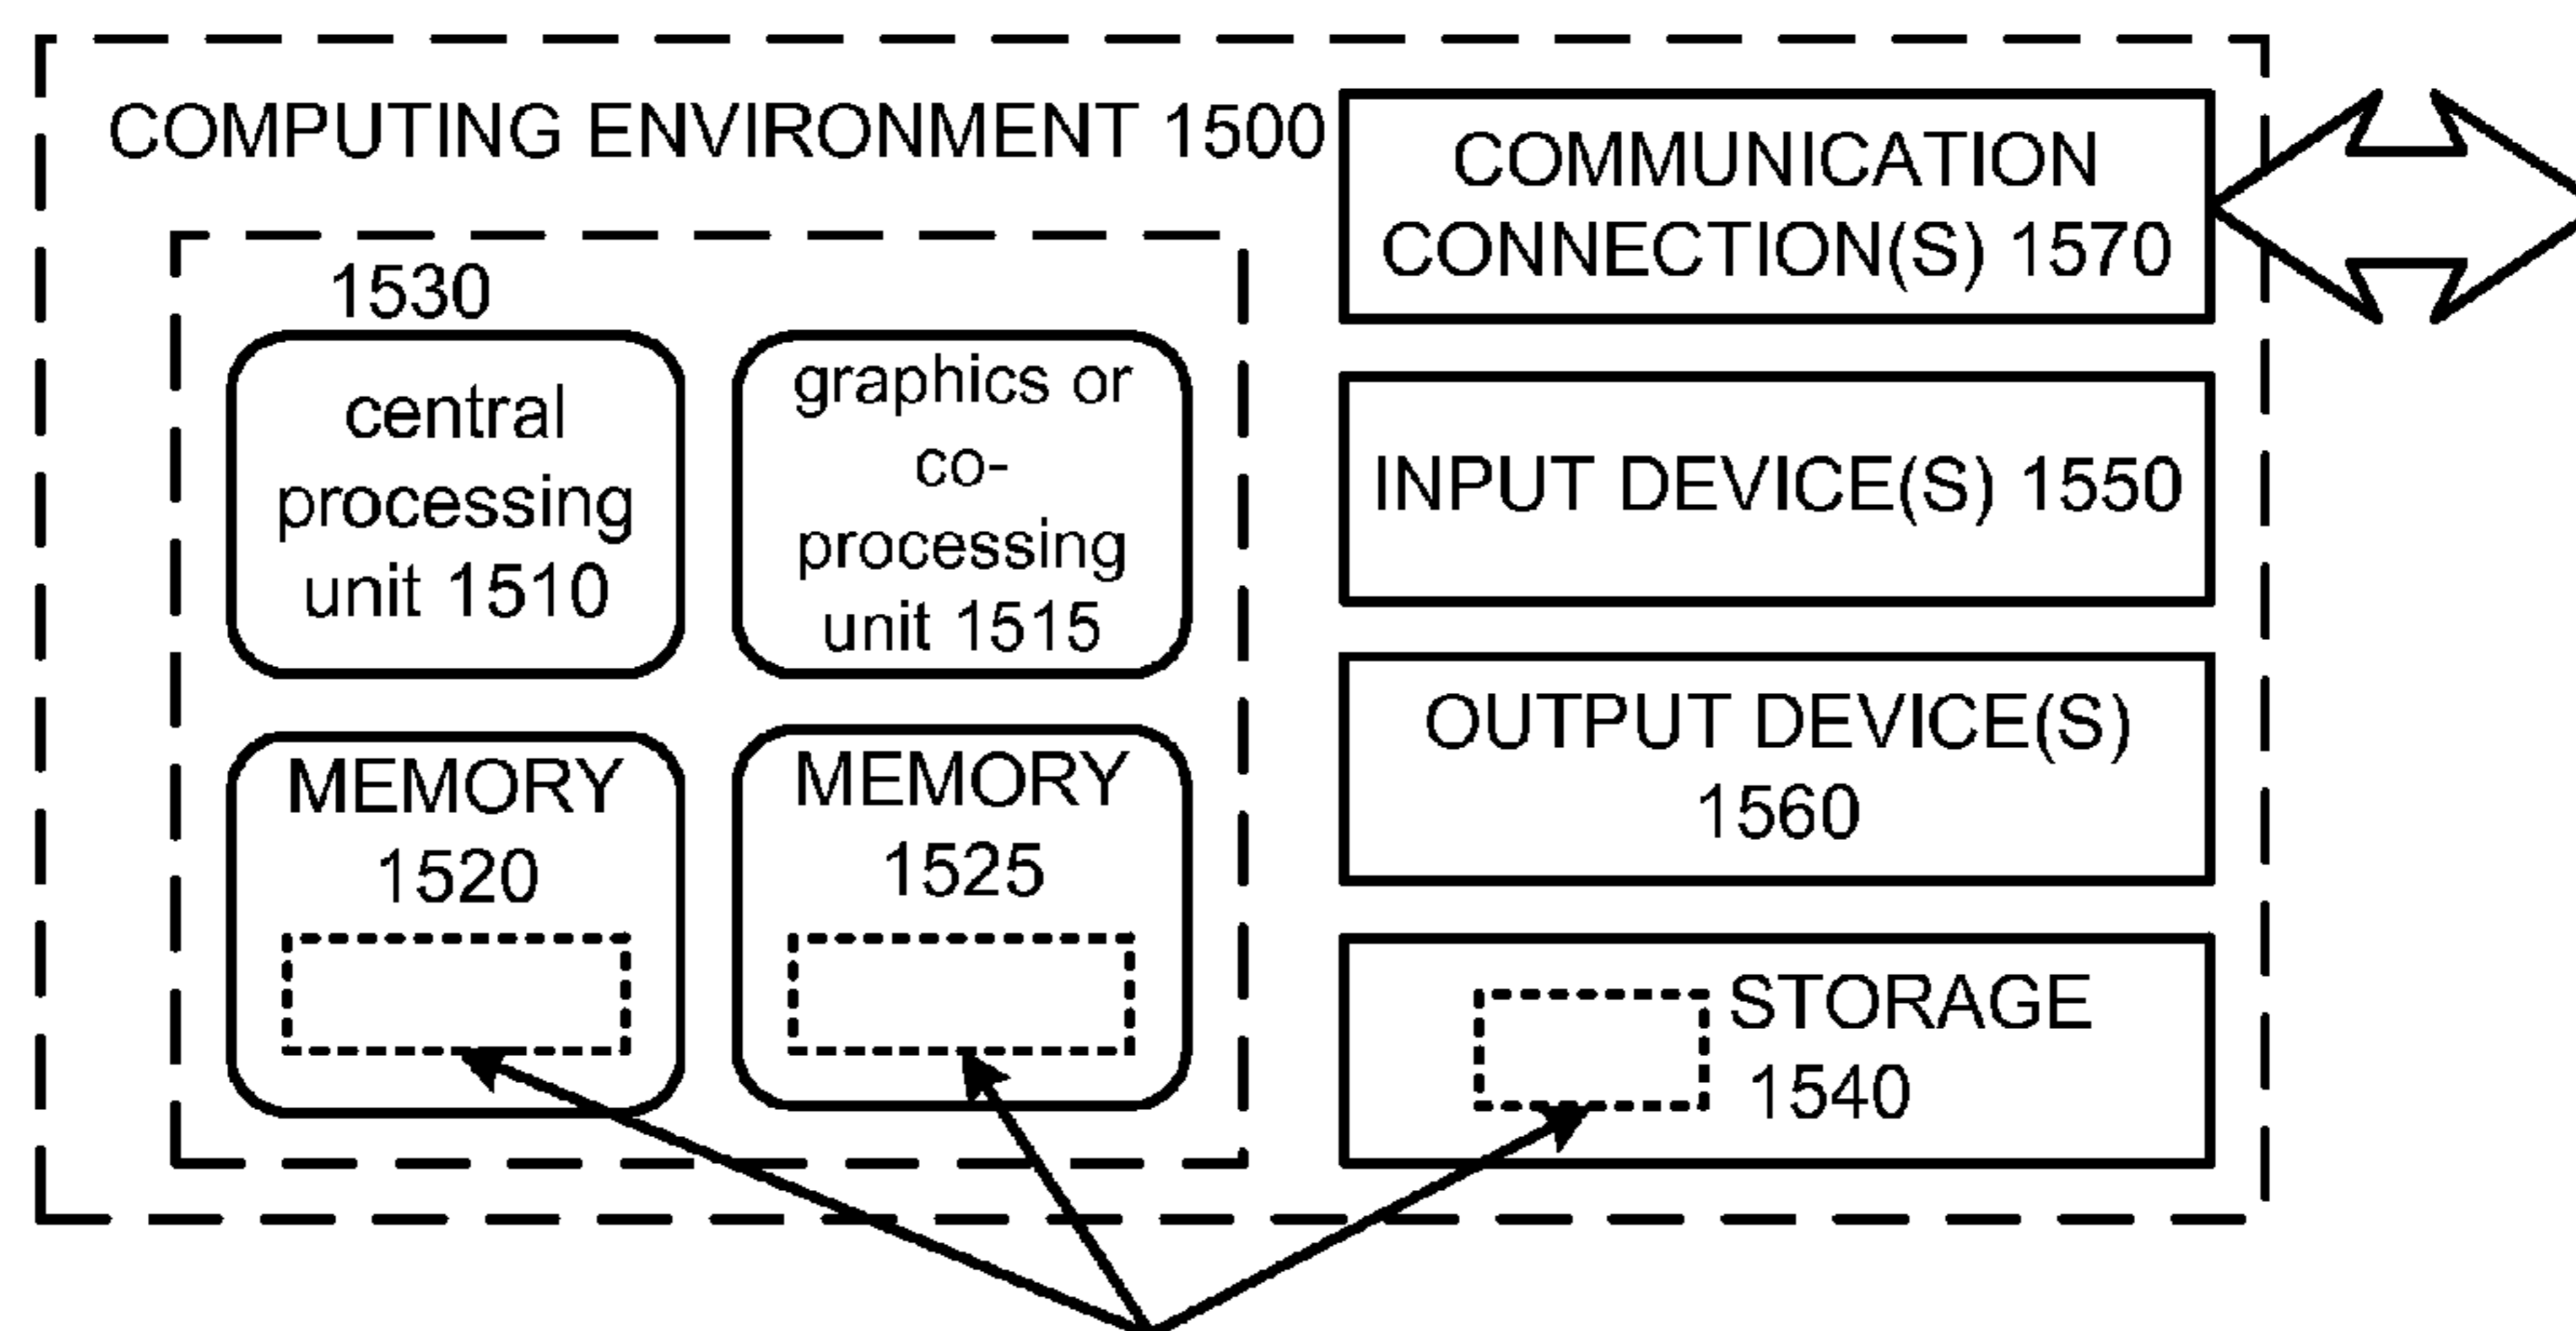 COMPUTING ENVIRONMENT 1500
1530
central
processing
unit 1510
graphics or
co-
processing
unit 1515
MEMORY
1520
MEMORY
1525
COMMUNICATION
CONNECTION(S) 1570
INPUT DEVICE(S) 1550
OUTPUT DEVICE(S)
1560
STORAGE
1540